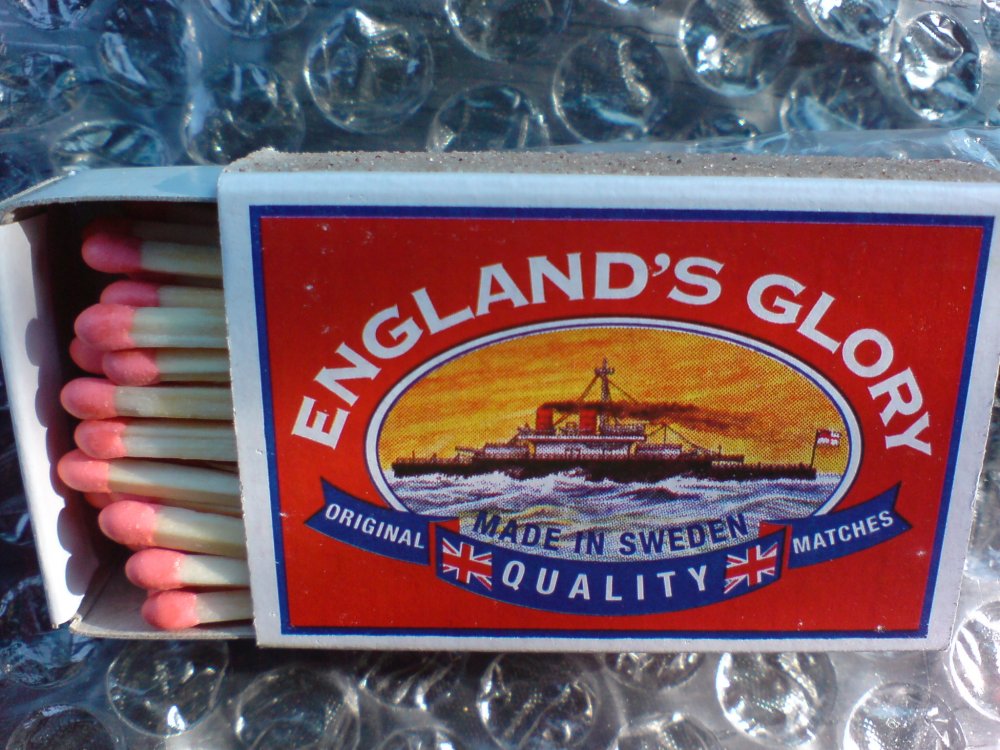 ENGLAND'S GLORY
MADE IN SWEDEN
ORIGINAL QUALITY MATCHES